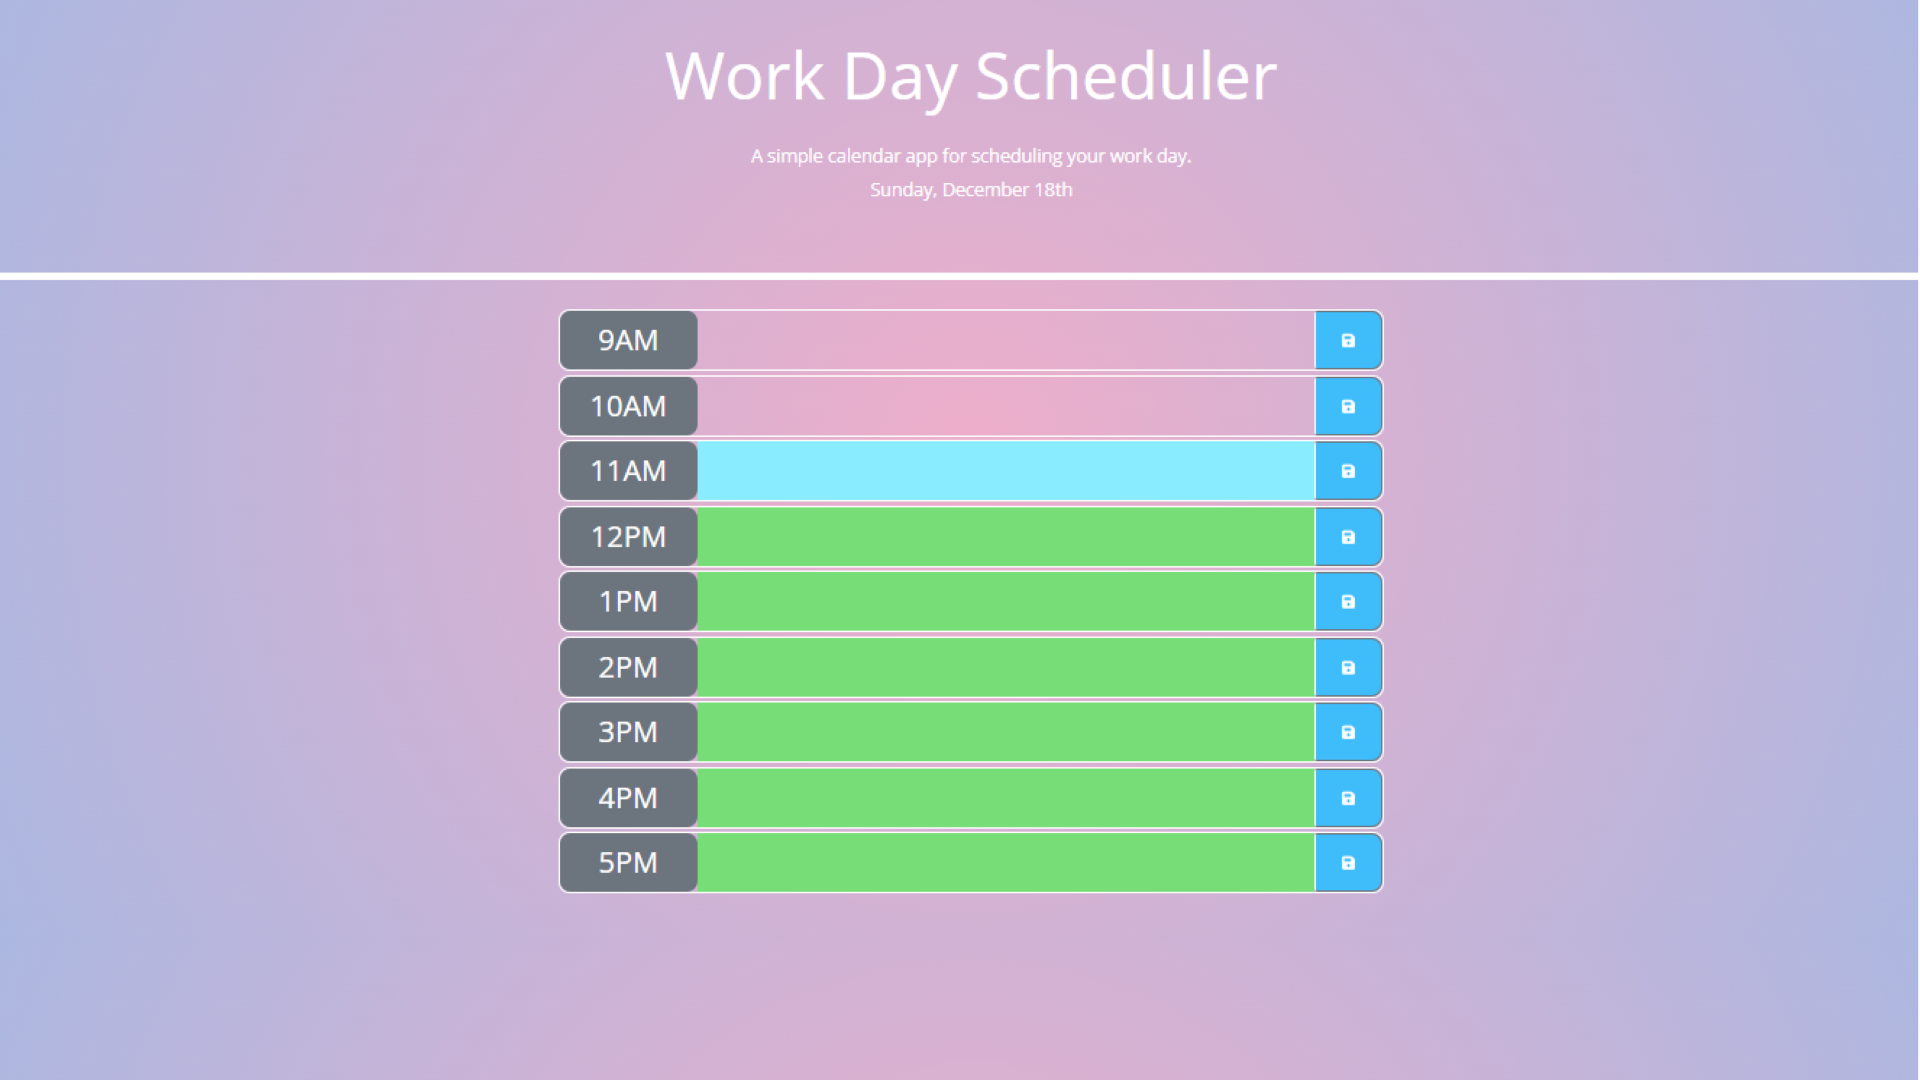 Work Day Scheduler
A simple calendar app for scheduling your work day.
Sunday, December 18th
9AM
10AM
11AM
12PM
1PM
2PM
3PM
4PM
5PM